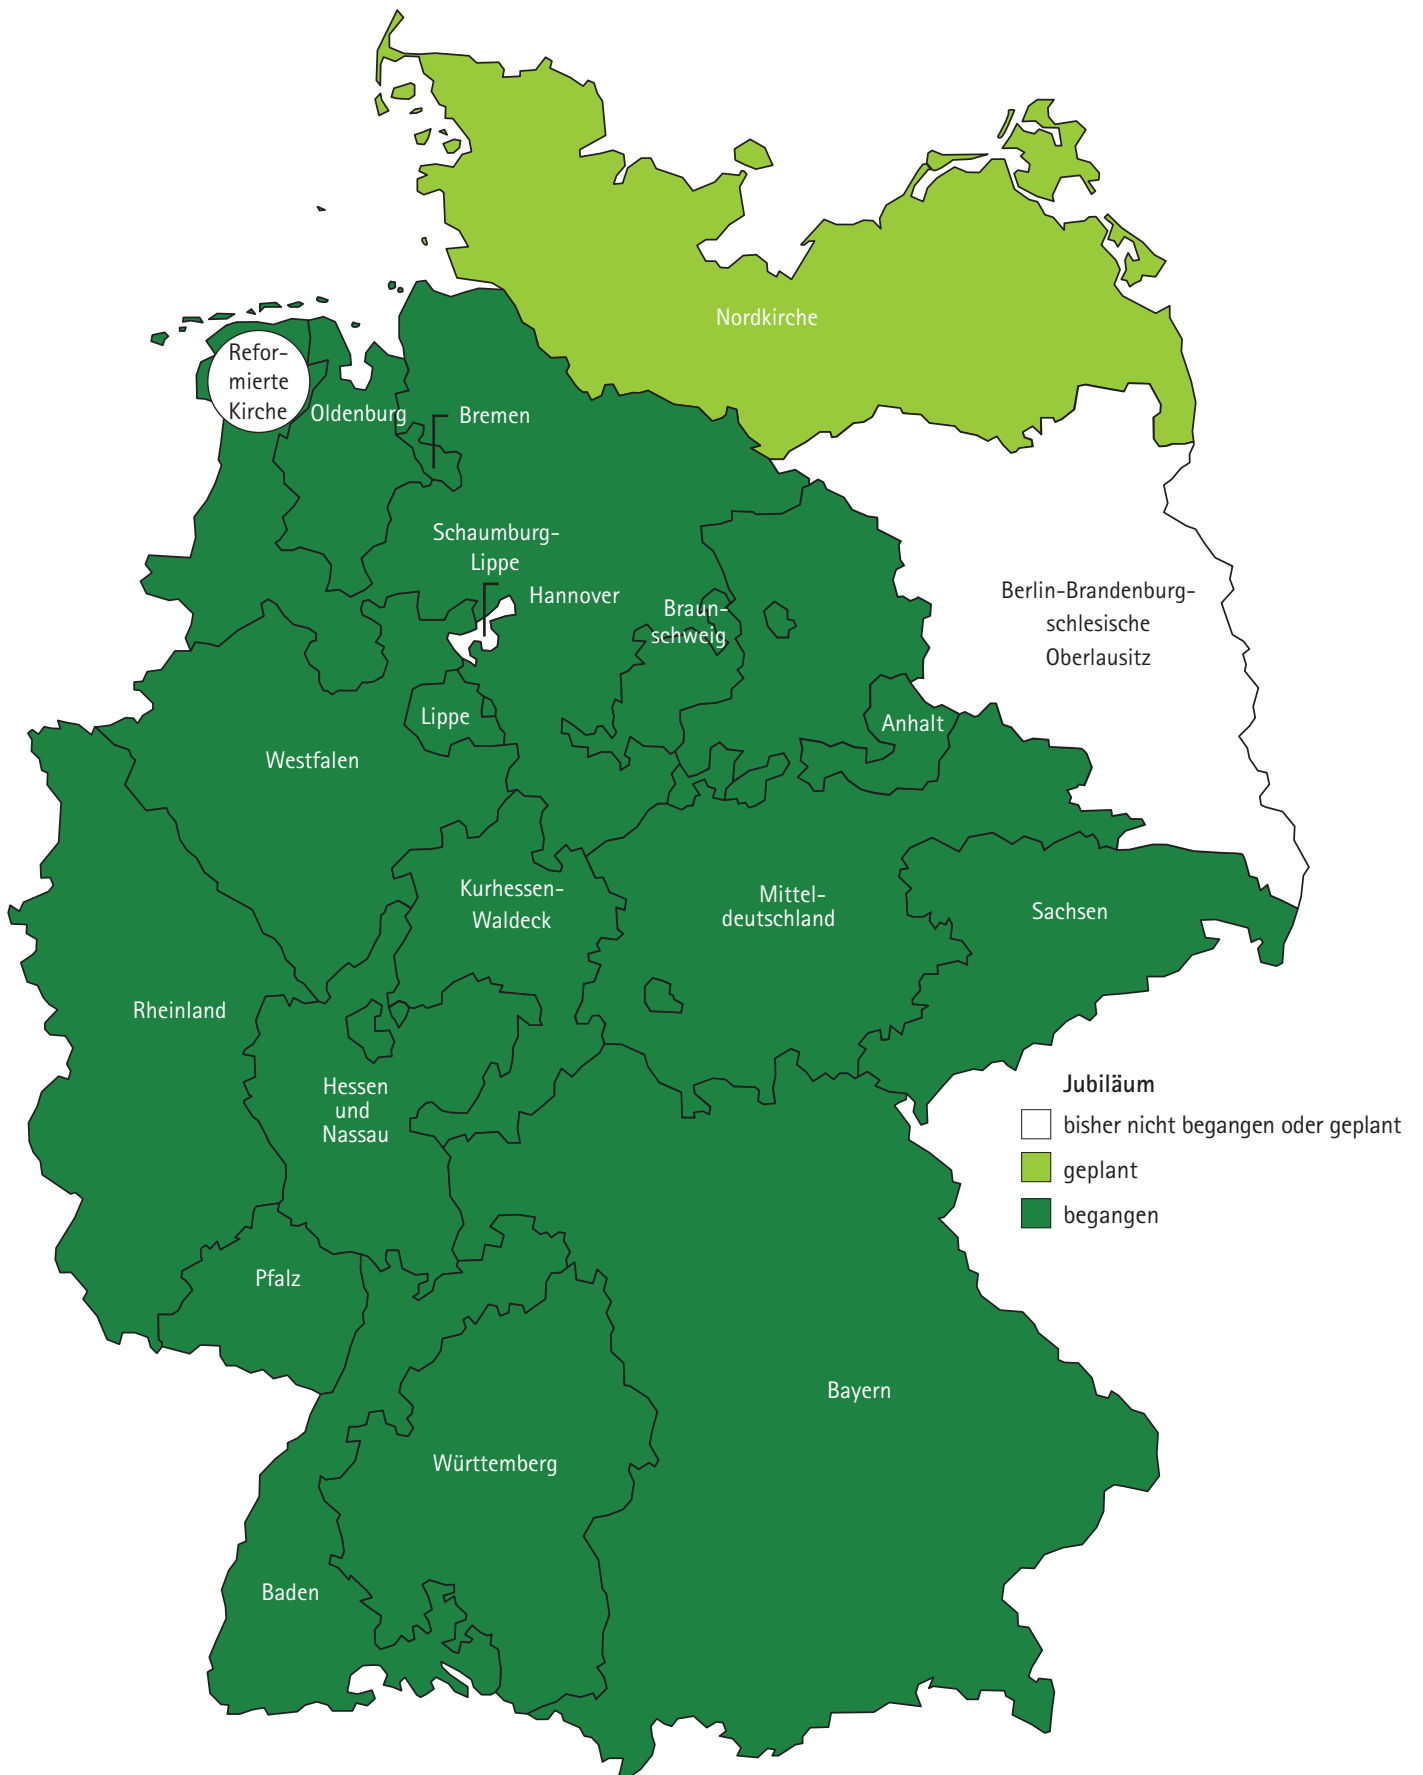 Nordkirche
Refor-
mierte
Kirche
Oldenburg
Bremen
Schaumburg-
Lippe
Hannover
Braun-
schweig
Berlin-Brandenburg-
schlesische
Oberlausitz
Lippe
Anhalt
Westfalen
Kurhessen-
Waldeck
Mittel-
deutschland
Sachsen
Rheinland
Hessen
und
Nassau
Jubiläum
bisher nicht begangen oder geplant
geplant
begangen
Pfalz
Bayern
Württemberg
Baden